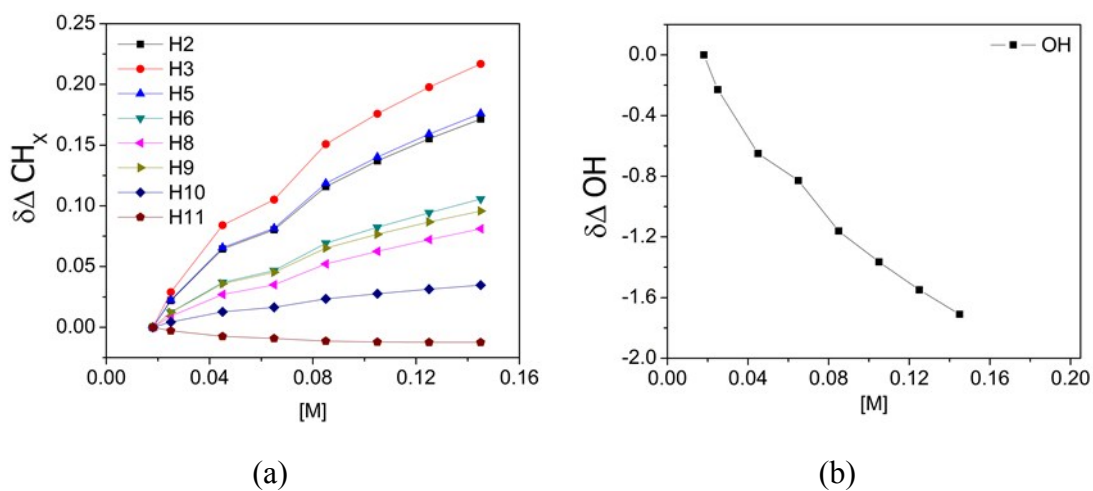 0.25
0.20
0.15
0.10
0.05
0.00
δΔ CHx
H2
H3
H5
H6
H8
H9
H10
H11
0.00 0.04 0.08 0.12 0.16
[M]
(a)
0.0
-0.4
-0.8
-1.2
-1.6
-2.0
δΔ OH
OH
0.00 0.04 0.08 0.12 0.16 0.20
[M]
(b)